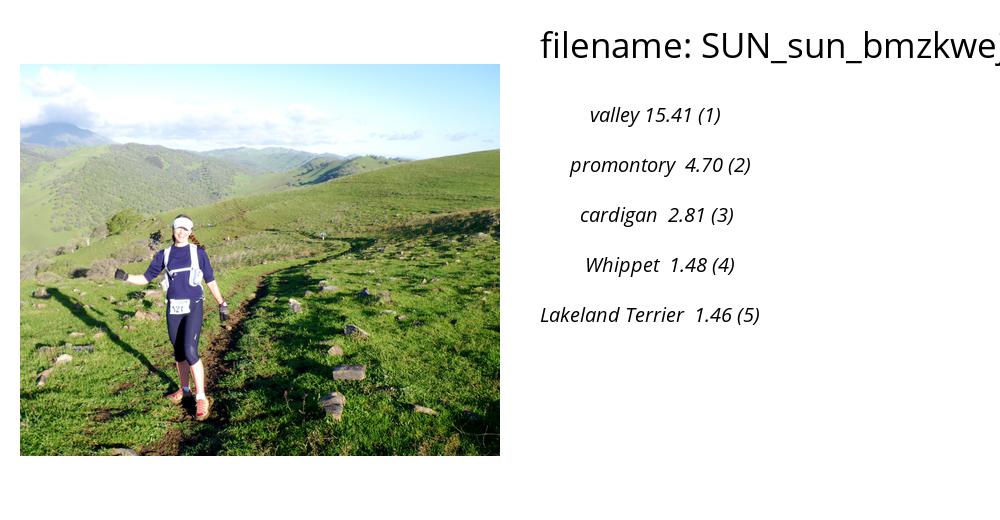 filename: SUN_sun_bmzkwej
valley 15.41 (1)
promontory 4.70 (2)
cardigan 2.81 (3)
Whippet 1.48 (4)
Lakeland Terrier 1.46 (5)